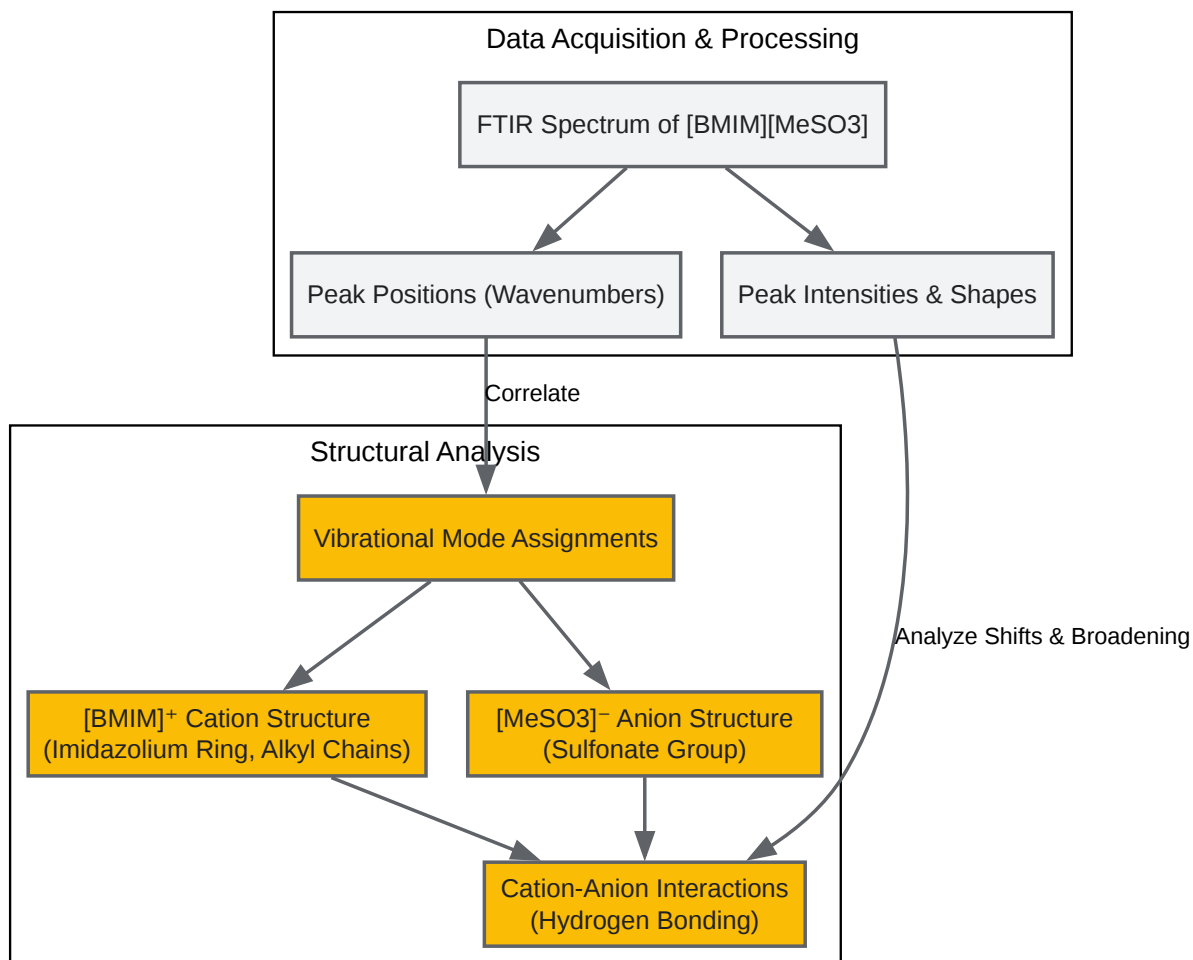 Data Acquisition & Processing
FTIR Spectrum of [BMIM][MeSO3]
Peak Positions (Wavenumbers)
Peak Intensities & Shapes
Correlate
Structural Analysis
Vibrational Mode Assignments
Analyze Shifts & Broadening
[BMIM]⁺ Cation Structure
(Imidazolium Ring, Alkyl Chains)
[MeSO3]⁻ Anion Structure
(Sulfonate Group)
Cation-Anion Interactions
(Hydrogen Bonding)